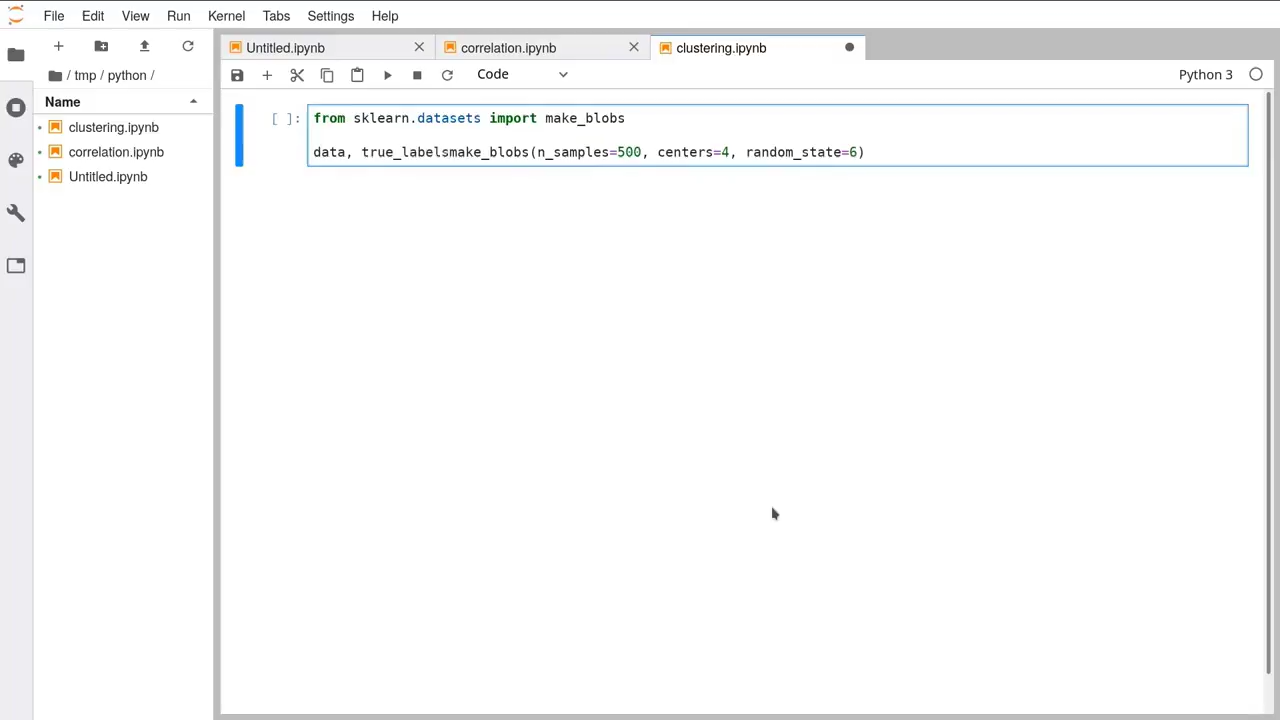 File Edit View Run Kernel Tabs Settings Help
Untitled.ipynb correlation.ipynb clustering.ipynb
/ tmp / python /
Code Python 3
Name
clustering.ipynb
correlation.ipynb
Untitled.ipynb
[ ]: from sklearn.datasets import make_blobs
data, true_labelsmake_blobs(n_samples=500, centers=4, random_state=6)